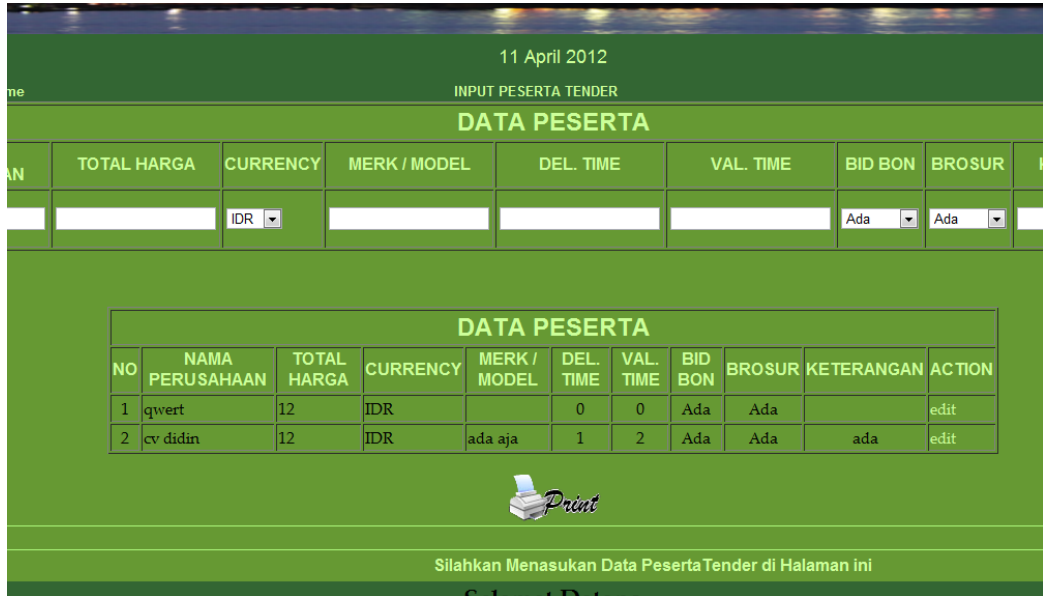 11 April 2012
me INPUT PESERTA TENDER
DATA PESERTA
AN TOTAL HARGA CURRENCY MERK / MODEL DEL. TIME VAL. TIME BID BON BROSUR
IDR Ada Ada
DATA PESERTA
NO NAMA PERUSAHAAN TOTAL HARGA CURRENCY MERK / MODEL DEL. TIME VAL. TIME BID BON BROSUR KETERANGAN ACTION
1 qwert 12 IDR 0 0 Ada Ada edit
2 cv didin 12 IDR ada aja 1 2 Ada Ada ada edit
Print
Silahkan Menasukan Data PesertaTender di Halaman ini